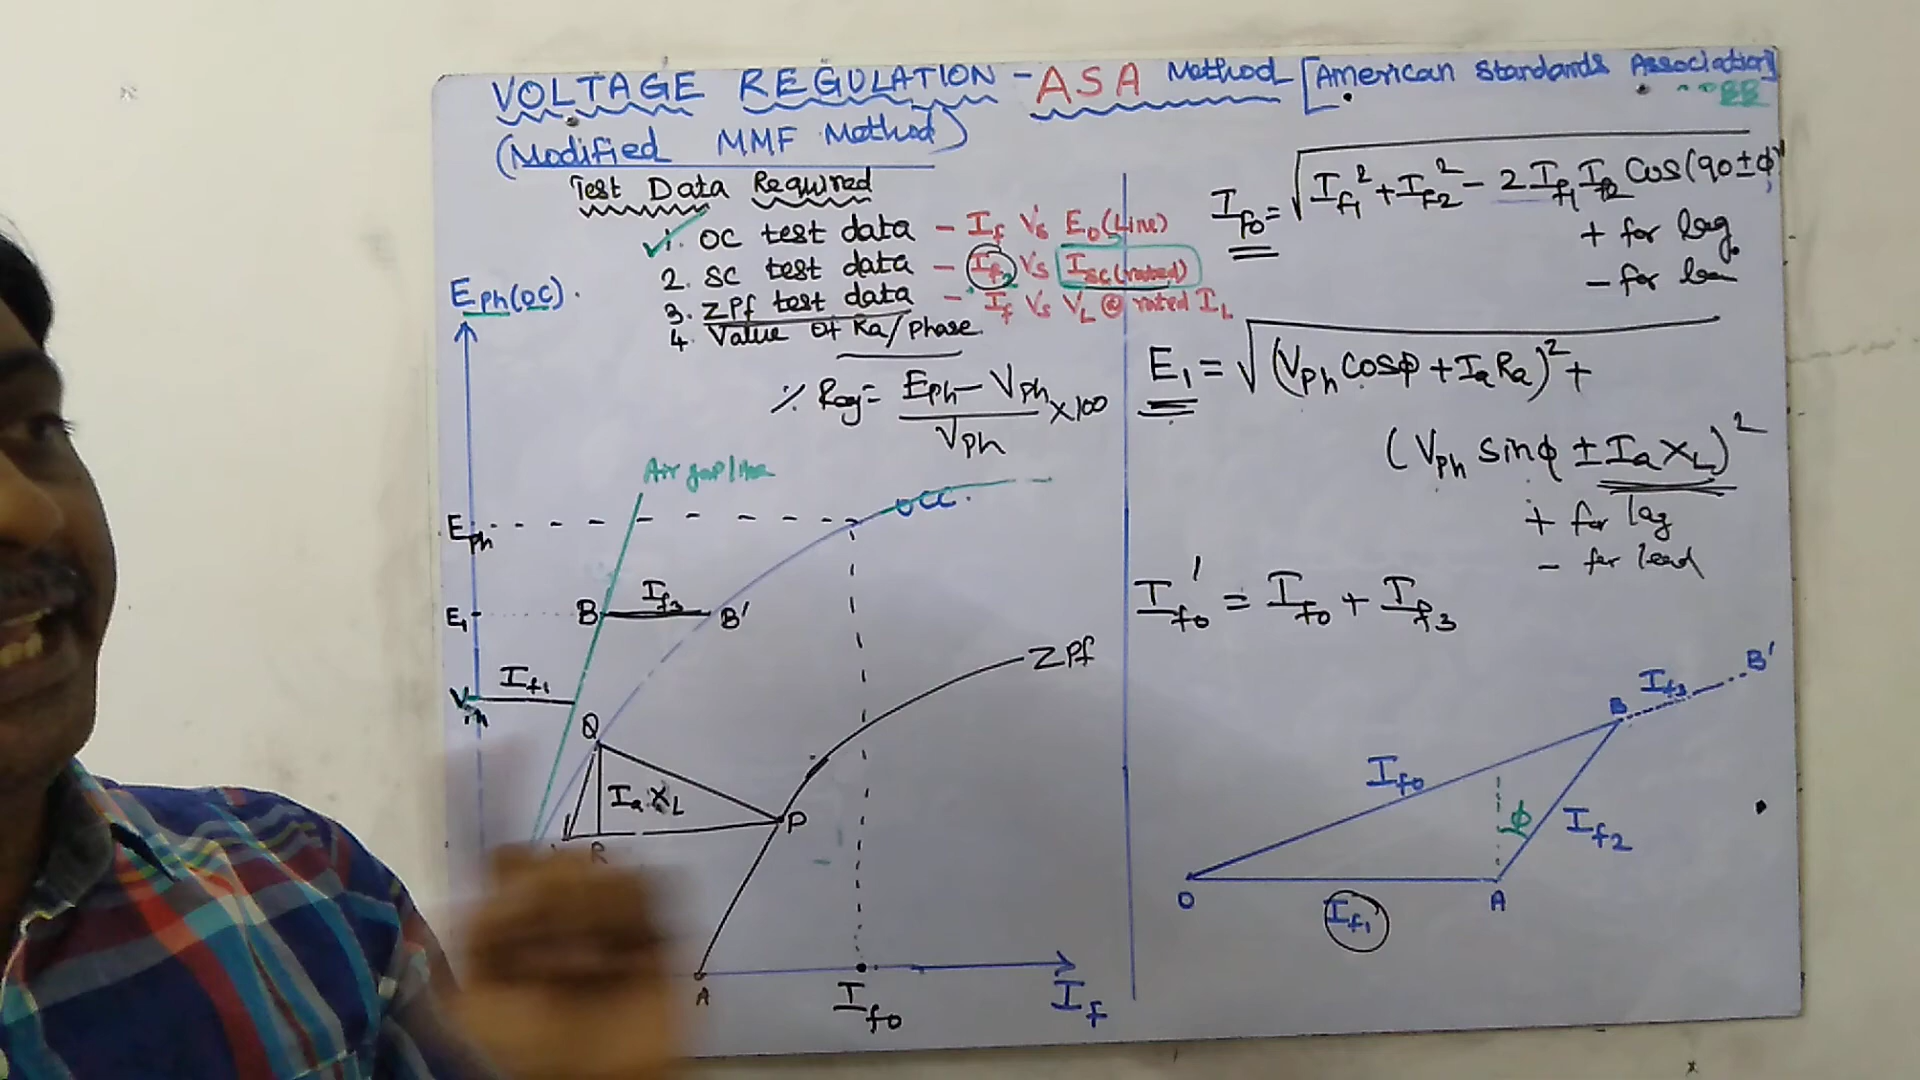 VOLTAGE REGULATION - ASA Method [American Standards Association]
(Modified MMF Method)
Test Data Required
1. OC test data - If Vs E0(Line)
2. SC test data - If2 Vs ISC(rated)
3. ZPf test data - If Vs VL @ rated IL
4. Value Of Ra/phase
% Reg = (EPh - VPh)/VPh x100
EPh(OC).
Air gap line
OCC.
EPh
E1
B
If3
B'
If1
VPh
ZPf
Q
IaXL
P
R
A
If0
If
If0 = √(If1² + If2² - 2 If1 If2 Cos(90 ± ϕ)
+ for lag.
- for
E1 = √(VPh Cosϕ + IaRa)² +
(VPh sinϕ ± IaXL)²
+ for lag
- for lead
If0' = If0 + If3
B'
If3
B
If0
ϕ
If2
O
A
If1